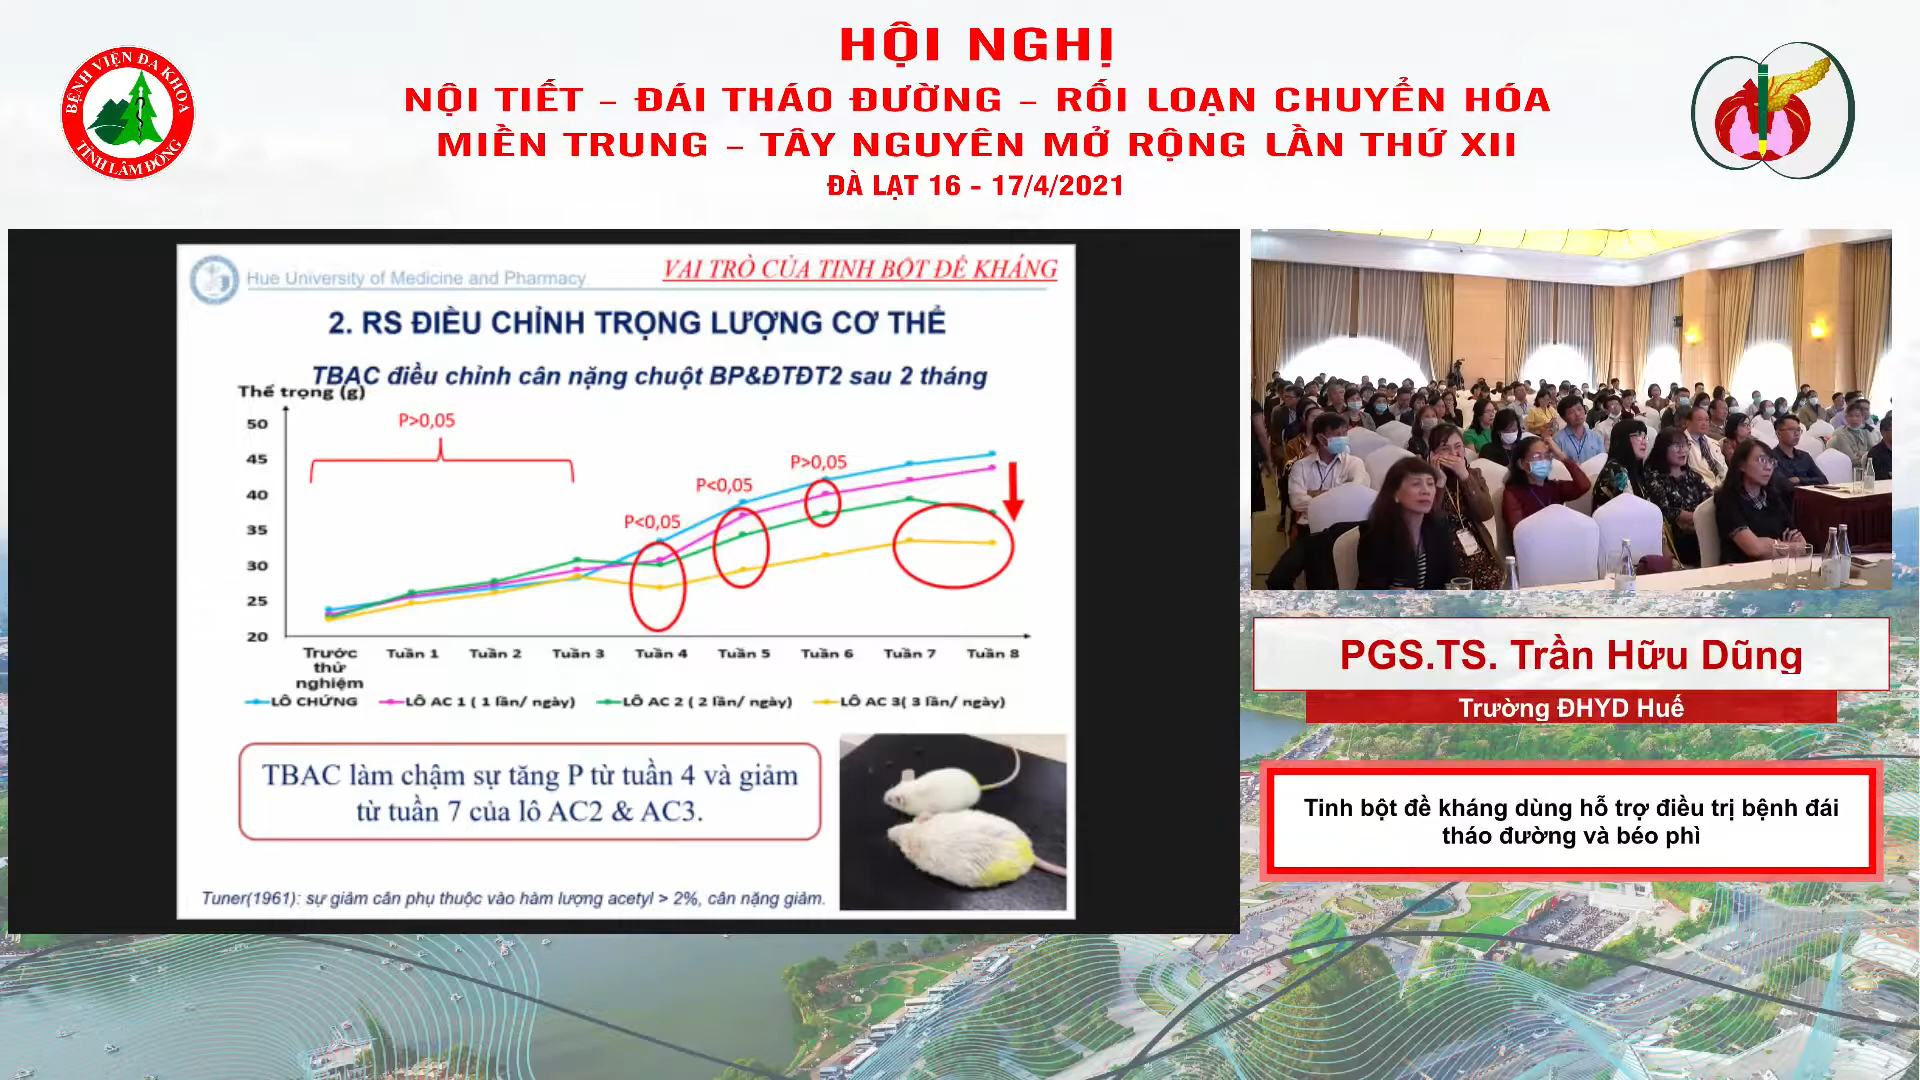 HỘI NGHỊ
NỘI TIẾT – ĐÁI THÁO ĐƯỜNG – RỐI LOẠN CHUYỂN HÓA
MIỀN TRUNG – TÂY NGUYÊN MỞ RỘNG LẦN THỨ XII
ĐÀ LẠT 16 - 17/4/2021
BỆNH VIỆN ĐA KHOA
TỈNH LÂM ĐỒNG
Hue University of Medicine and Pharmacy
VAI TRÒ CỦA TINH BỘT ĐỀ KHÁNG
2. RS ĐIỀU CHỈNH TRỌNG LƯỢNG CƠ THỂ
TBAC điều chỉnh cân nặng chuột BP&ĐTĐT2 sau 2 tháng
Thể trọng (g)
50
45
40
35
30
25
20
P>0,05
P<0,05
P<0,05
P>0,05
Trước thử nghiệm
Tuần 1
Tuần 2
Tuần 3
Tuần 4
Tuần 5
Tuần 6
Tuần 7
Tuần 8
LÔ CHỨNG
LÔ AC 1 ( 1 lần/ ngày)
LÔ AC 2 ( 2 lần/ ngày)
LÔ AC 3( 3 lần/ ngày)
TBAC làm chậm sự tăng P từ tuần 4 và giảm
từ tuần 7 của lô AC2 & AC3.
Tuner(1961): sự giảm cân phụ thuộc vào hàm lượng acetyl > 2%, cân nặng giảm.
PGS.TS. Trần Hữu Dũng
Trường ĐHYD Huế
Tinh bột đề kháng dùng hỗ trợ điều trị bệnh đái
tháo đường và béo phì